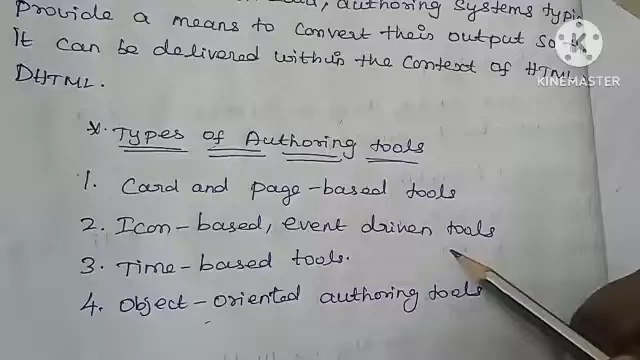 authoring systems
Provide a means to convert their output so
It can be delivered within the context of HTML
DHTML.
KINEMASTER
*. Types of Authoring tools
1. Card and page-based tools
2. Icon-based, event driven tools
3. Time-based tools.
4. Object-oriented authoring tools